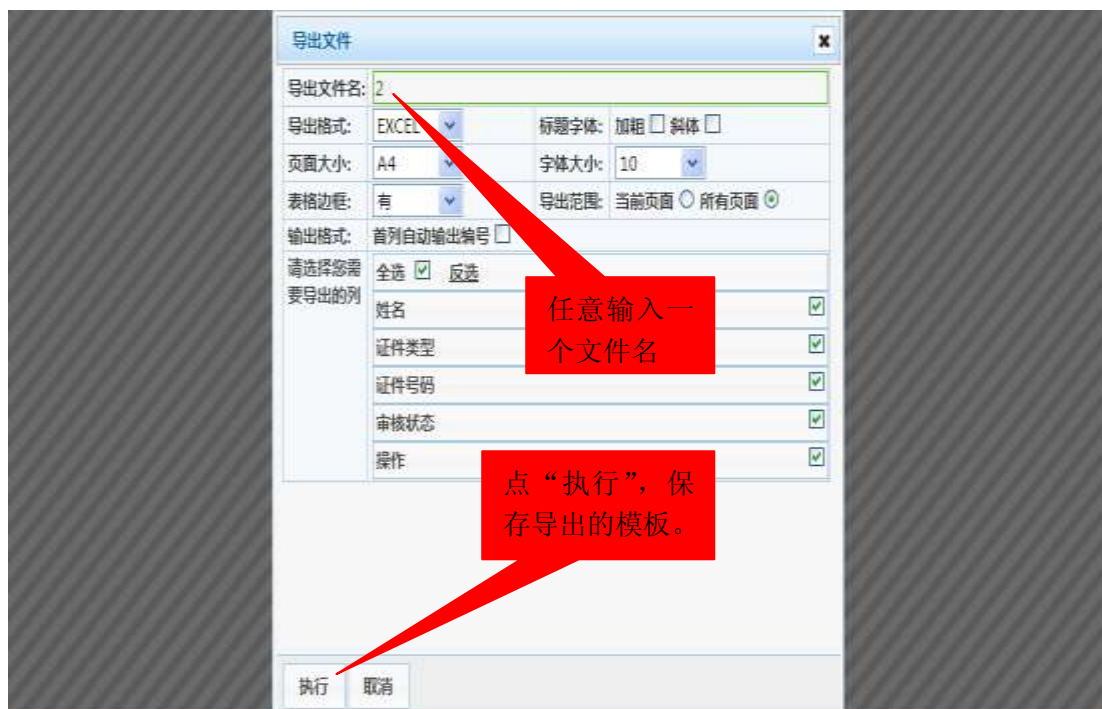 导出文件
导出文件名: 2
导出格式: EXCEL 标题字体: 加粗 斜体
页面大小: A4 字体大小: 10
表格边框: 有 导出范围: 当前页面 所有页面
输出格式: 首列自动输出编号
请选择您需
要导出的列
全选 反选
姓名
证件类型
证件号码
审核状态
操作
任意输入一
个文件名
点“执行”，保
存导出的模板。
执行 取消